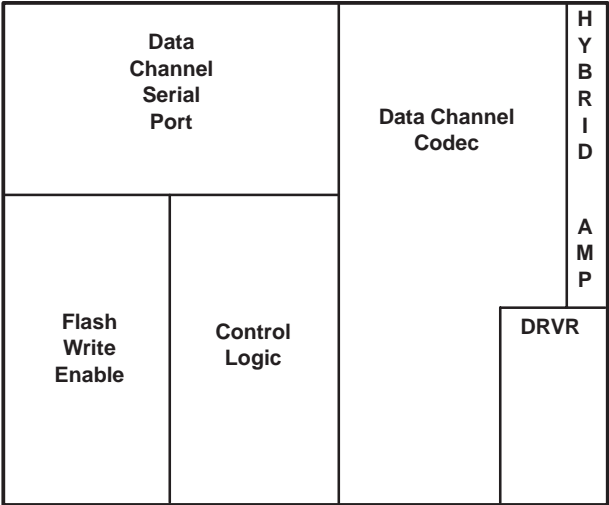 Data
Channel
Serial
Port
Data Channel
Codec
H
Y
B
R
I
D
A
M
P
Flash
Write
Enable
Control
Logic
DRVR